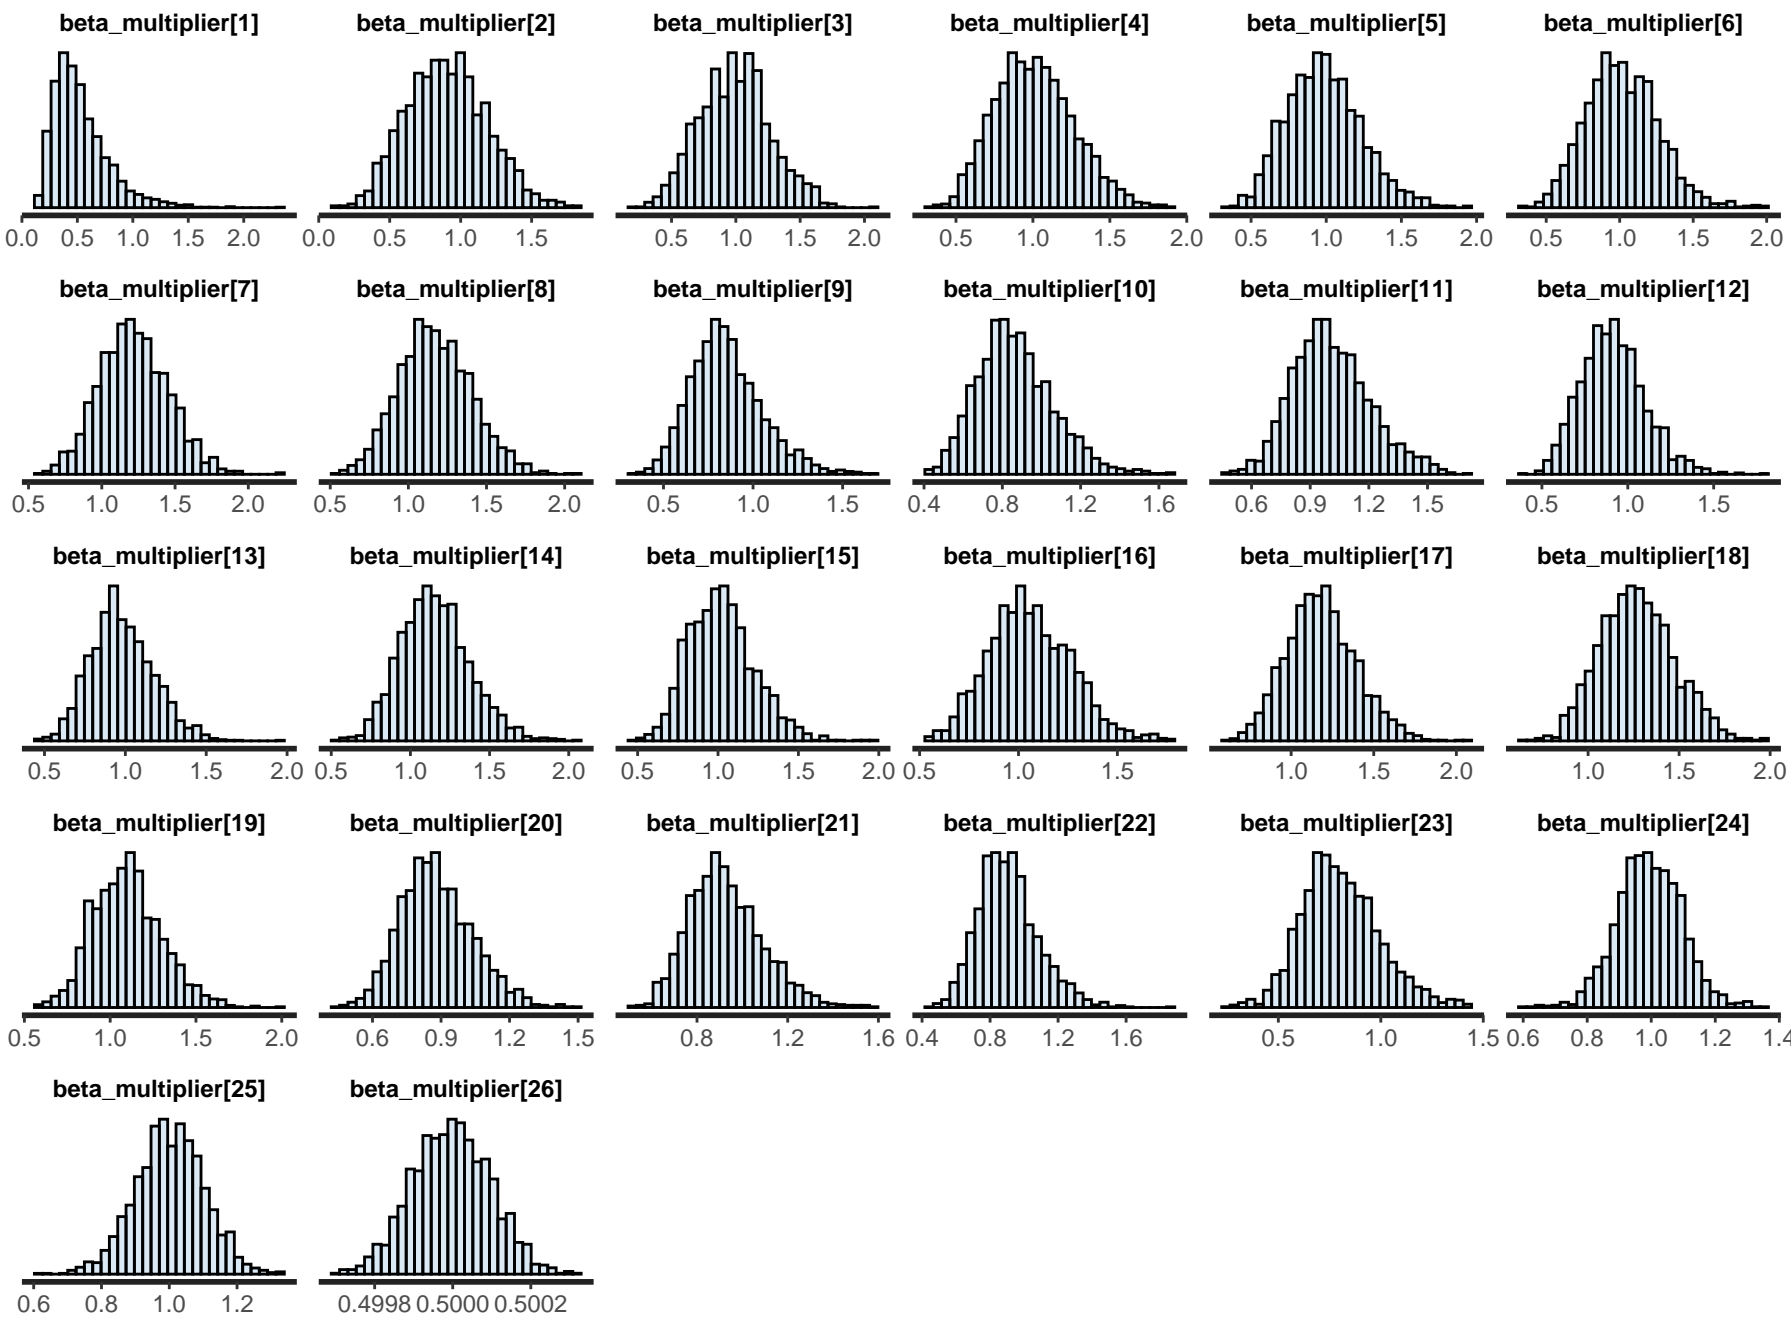 beta_multiplier[1] beta_multiplier[2] beta_multiplier[3] beta_multiplier[4] beta_multiplier[5] beta_multiplier[6]
0.0 0.5 1.0 1.5 2.0 0.0 0.5 1.0 1.5 0.5 1.0 1.5 2.0 0.5 1.0 1.5 2.0 0.5 1.0 1.5 2.0 0.5 1.0 1.5 2.0
beta_multiplier[7] beta_multiplier[8] beta_multiplier[9] beta_multiplier[10] beta_multiplier[11] beta_multiplier[12]
0.5 1.0 1.5 2.0 0.5 1.0 1.5 2.0 0.5 1.0 1.5 0.4 0.8 1.2 1.6 0.6 0.9 1.2 1.5 0.5 1.0 1.5
beta_multiplier[13] beta_multiplier[14] beta_multiplier[15] beta_multiplier[16] beta_multiplier[17] beta_multiplier[18]
0.5 1.0 1.5 2.0 0.5 1.0 1.5 2.0 0.5 1.0 1.5 2.0 0.5 1.0 1.5 1.0 1.5 2.0 1.0 1.5 2.0
beta_multiplier[19] beta_multiplier[20] beta_multiplier[21] beta_multiplier[22] beta_multiplier[23] beta_multiplier[24]
0.5 1.0 1.5 2.0 0.6 0.9 1.2 1.5 0.8 1.2 1.6 0.4 0.8 1.2 1.6 0.5 1.0 1.5 0.6 0.8 1.0 1.2 1.4
beta_multiplier[25] beta_multiplier[26]
0.6 0.8 1.0 1.2 0.4998 0.5000 0.5002